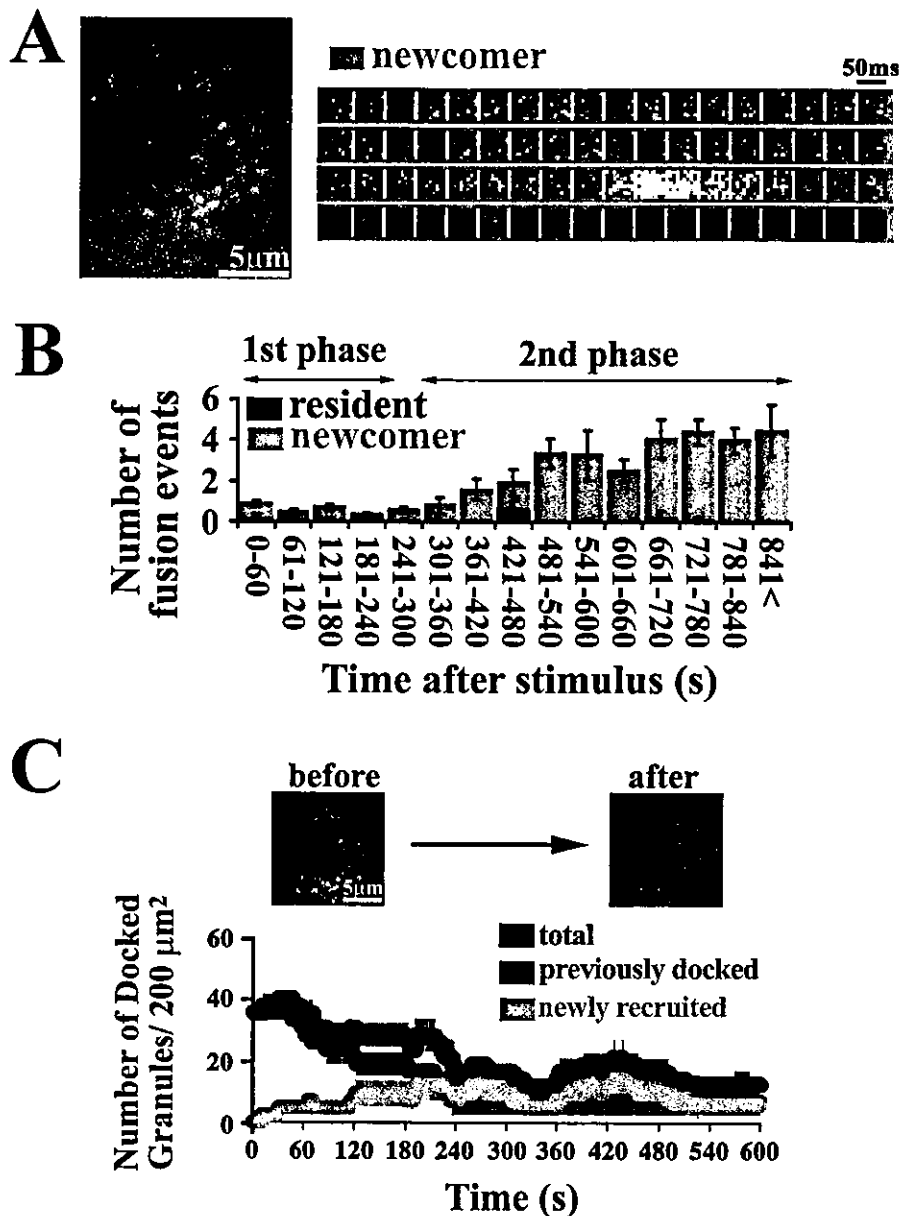 A
newcomer
50ms
5μm
B
1st phase
2nd phase
Number of
fusion events
6
4
2
0
resident
newcomer
0-60
61-120
121-180
181-240
241-300
301-360
361-420
421-480
481-540
541-600
601-660
661-720
721-780
781-840
841<
Time after stimulus (s)
C
before
after
5μm
Number of Docked
Granules/ 200 μm²
60
40
20
0
total
previously docked
newly recruited
0 60 120 180 240 300 360 420 480 540 600
Time (s)